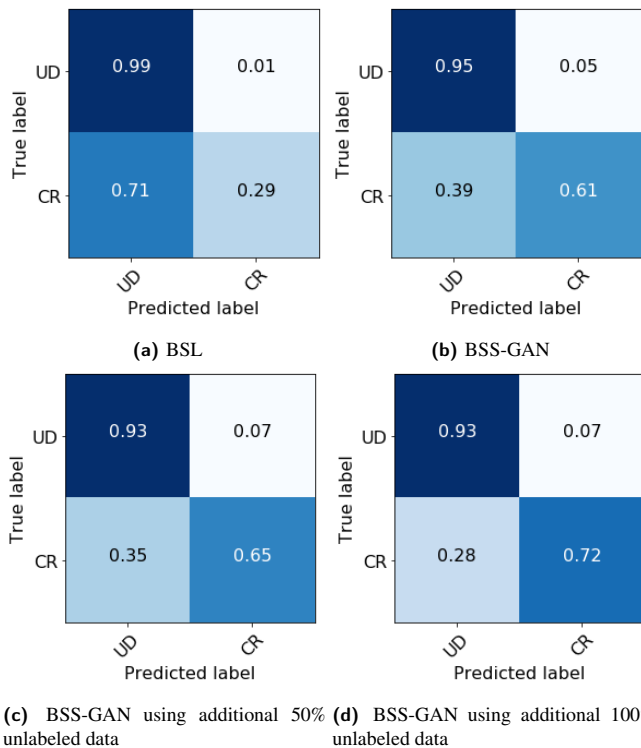 UD
0.99
0.01
CR
0.71
0.29
True label
UD
CR
Predicted label
(a) BSL
UD
0.95
0.05
CR
0.39
0.61
True label
UD
CR
Predicted label
(b) BSS-GAN
UD
0.93
0.07
CR
0.35
0.65
True label
UD
CR
Predicted label
(c) BSS-GAN using additional 50%
unlabeled data
UD
0.93
0.07
CR
0.28
0.72
True label
UD
CR
Predicted label
(d) BSS-GAN using additional 100
unlabeled data